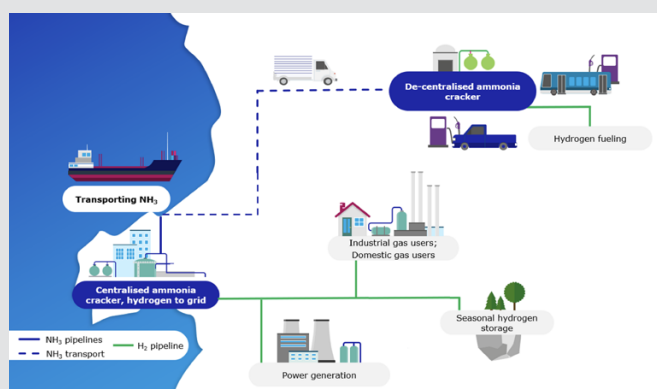 De-centralised ammonia
cracker
Hydrogen fueling
Transporting NH₃
Industrial gas users;
Domestic gas users
Centralised ammonia
cracker, hydrogen to grid
Seasonal hydrogen
storage
NH₃ pipelines
H₂ pipeline
NH₃ transport
Power generation